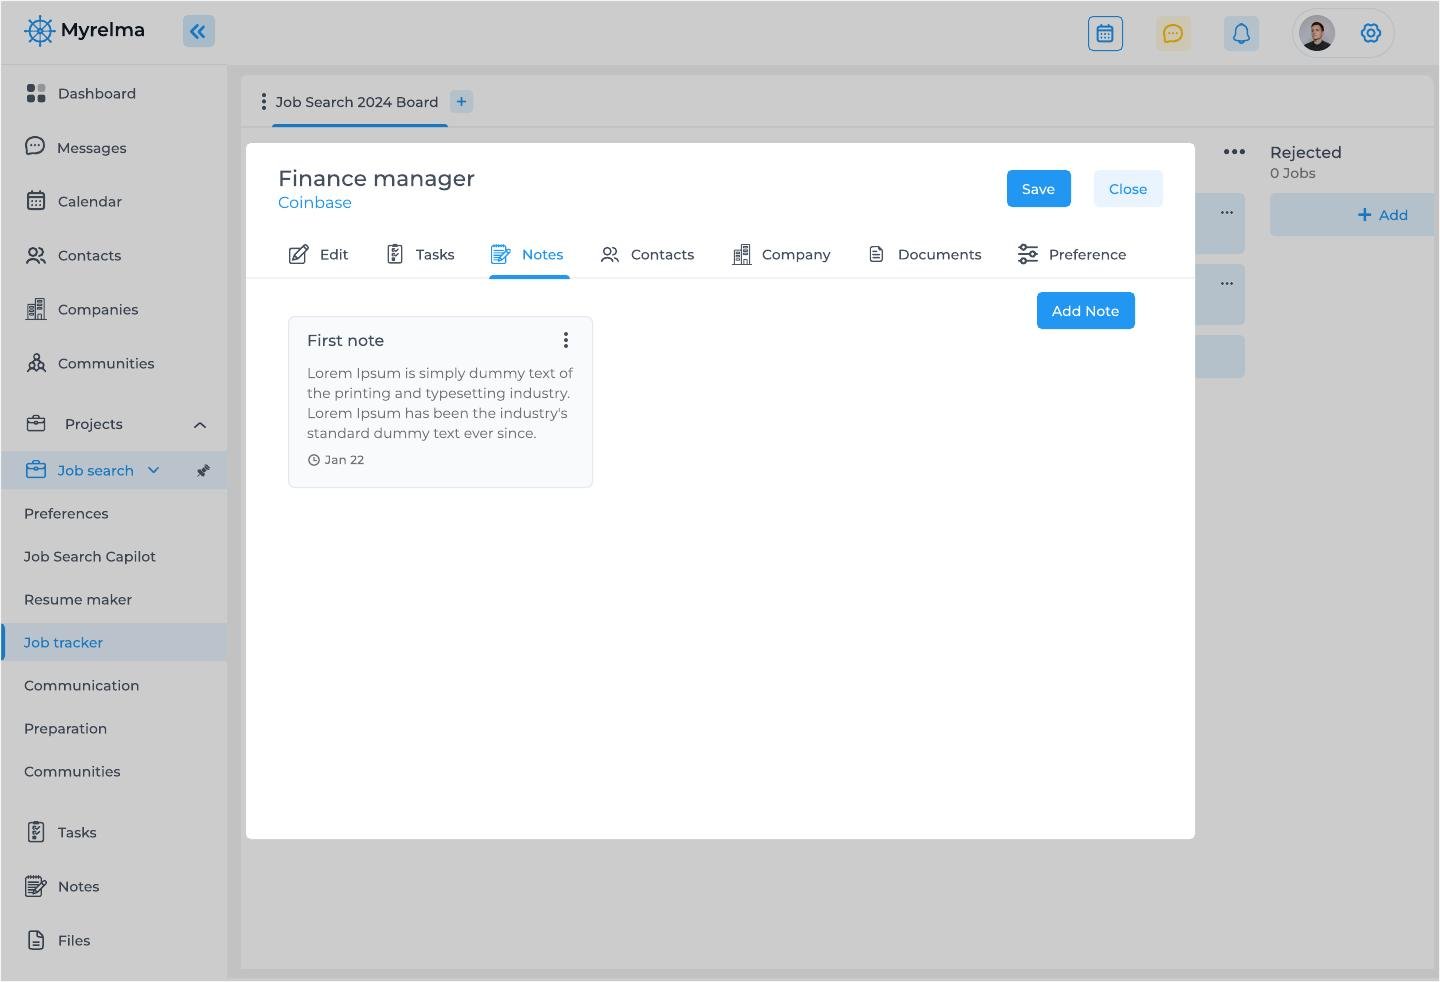 Myrelma
Dashboard
Messages
Calendar
Contacts
Companies
Communities
Projects
Job search
Preferences
Job Search Capilot
Resume maker
Job tracker
Communication
Preparation
Communities
Tasks
Notes
Files
Job Search 2024 Board
Finance manager
Coinbase
Save
Close
Edit
Tasks
Notes
Contacts
Company
Documents
Preference
Add Note
First note
Lorem Ipsum is simply dummy text of
the printing and typesetting industry.
Lorem Ipsum has been the industry's
standard dummy text ever since.
Jan 22
Rejected
0 Jobs
+ Add